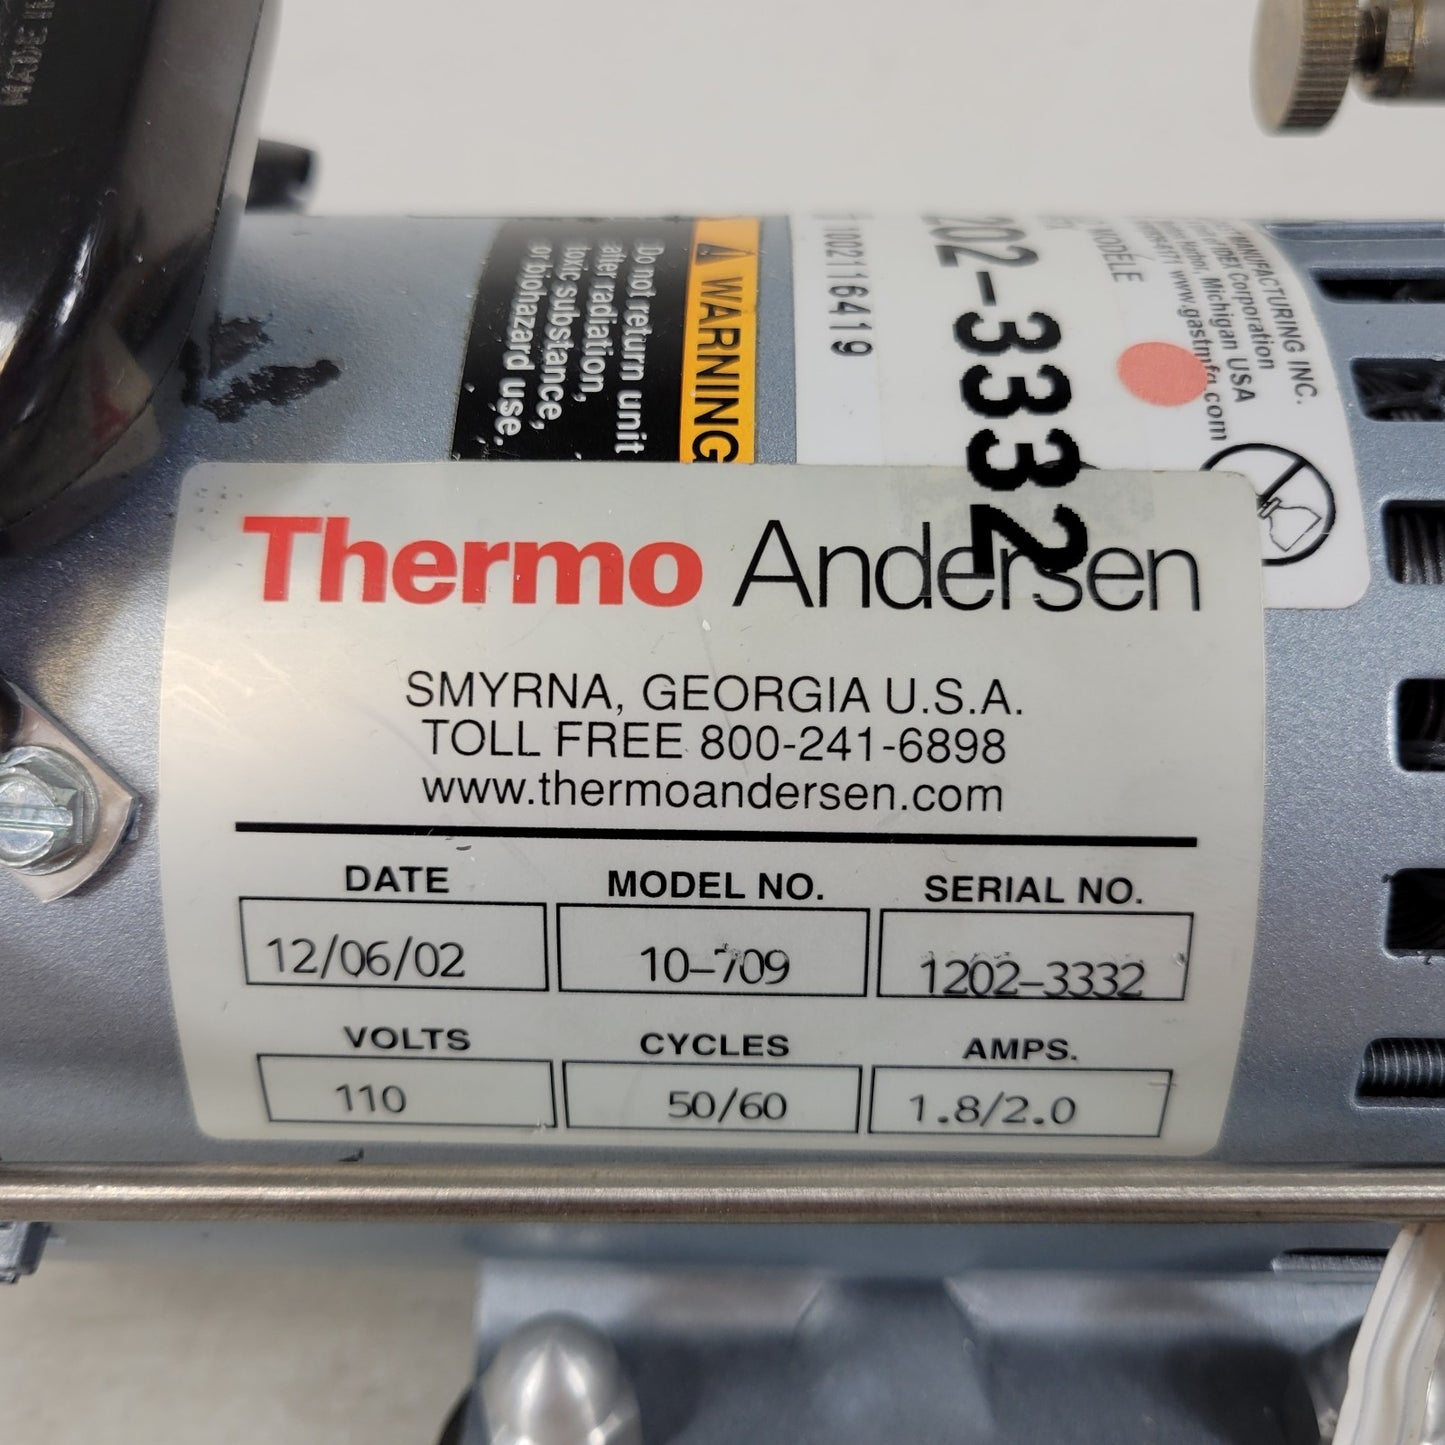 WARNING
Do not return unit
after radiation,
toxic substance,
or biohazard use.
1002116419
202-3332
MODÈLE
MANUFACTURING INC.
Corporation
Michigan USA
www.gastmfg.com
Thermo Andersen
SMYRNA, GEORGIA U.S.A.
TOLL FREE 800-241-6898
www.thermoandersen.com
DATE MODEL NO. SERIAL NO.
12/06/02 10-709 1202-3332
VOLTS CYCLES AMPS.
110 50/60 1.8/2.0